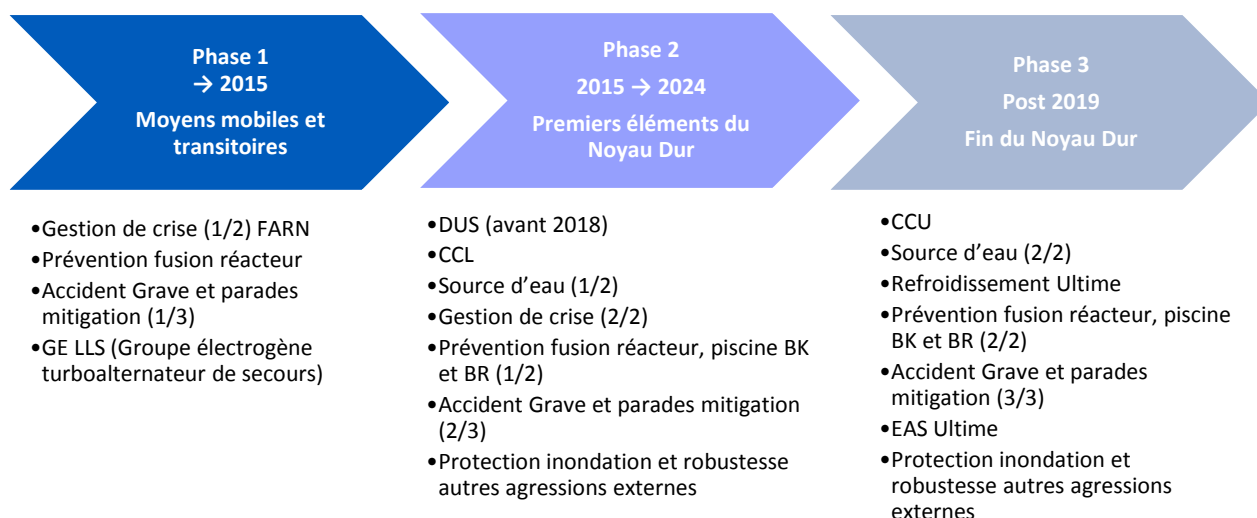 Phase 1
→ 2015
Moyens mobiles et
transitoires
•Gestion de crise (1/2) FARN
•Prévention fusion réacteur
•Accident Grave et parades
mitigation (1/3)
•GE LLS (Groupe électrogène
turboalternateur de secours)
Phase 2
2015 → 2024
Premiers éléments du
Noyau Dur
•DUS (avant 2018)
•CCL
•Source d'eau (1/2)
•Gestion de crise (2/2)
•Prévention fusion réacteur, piscine BK
et BR (1/2)
•Accident Grave et parades mitigation
(2/3)
•Protection inondation et robustesse
autres agressions externes
Phase 3
Post 2019
Fin du Noyau Dur
•CCU
•Source d'eau (2/2)
•Refroidissement Ultime
•Prévention fusion réacteur, piscine
BK et BR (2/2)
•Accident Grave et parades
mitigation (3/3)
•EAS Ultime
•Protection inondation et
robustesse autres agressions
externes